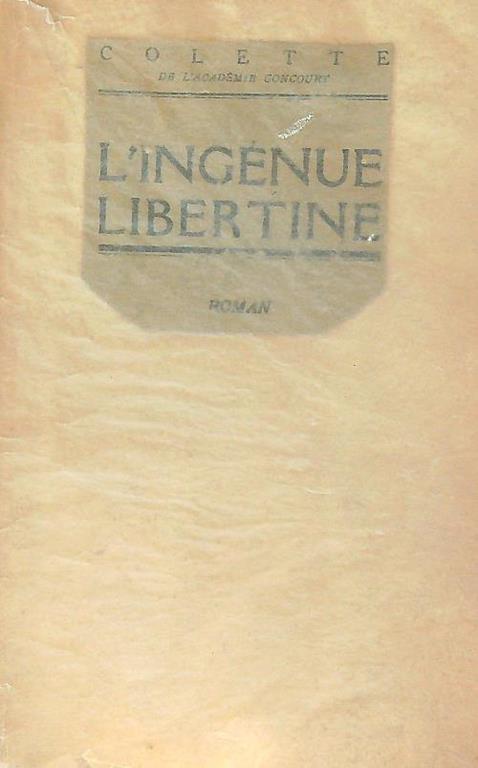 COLETTE
DE L'ACADÉMIE GONCOURT
L'INGÉNUE
LIBERTINE
ROMAN